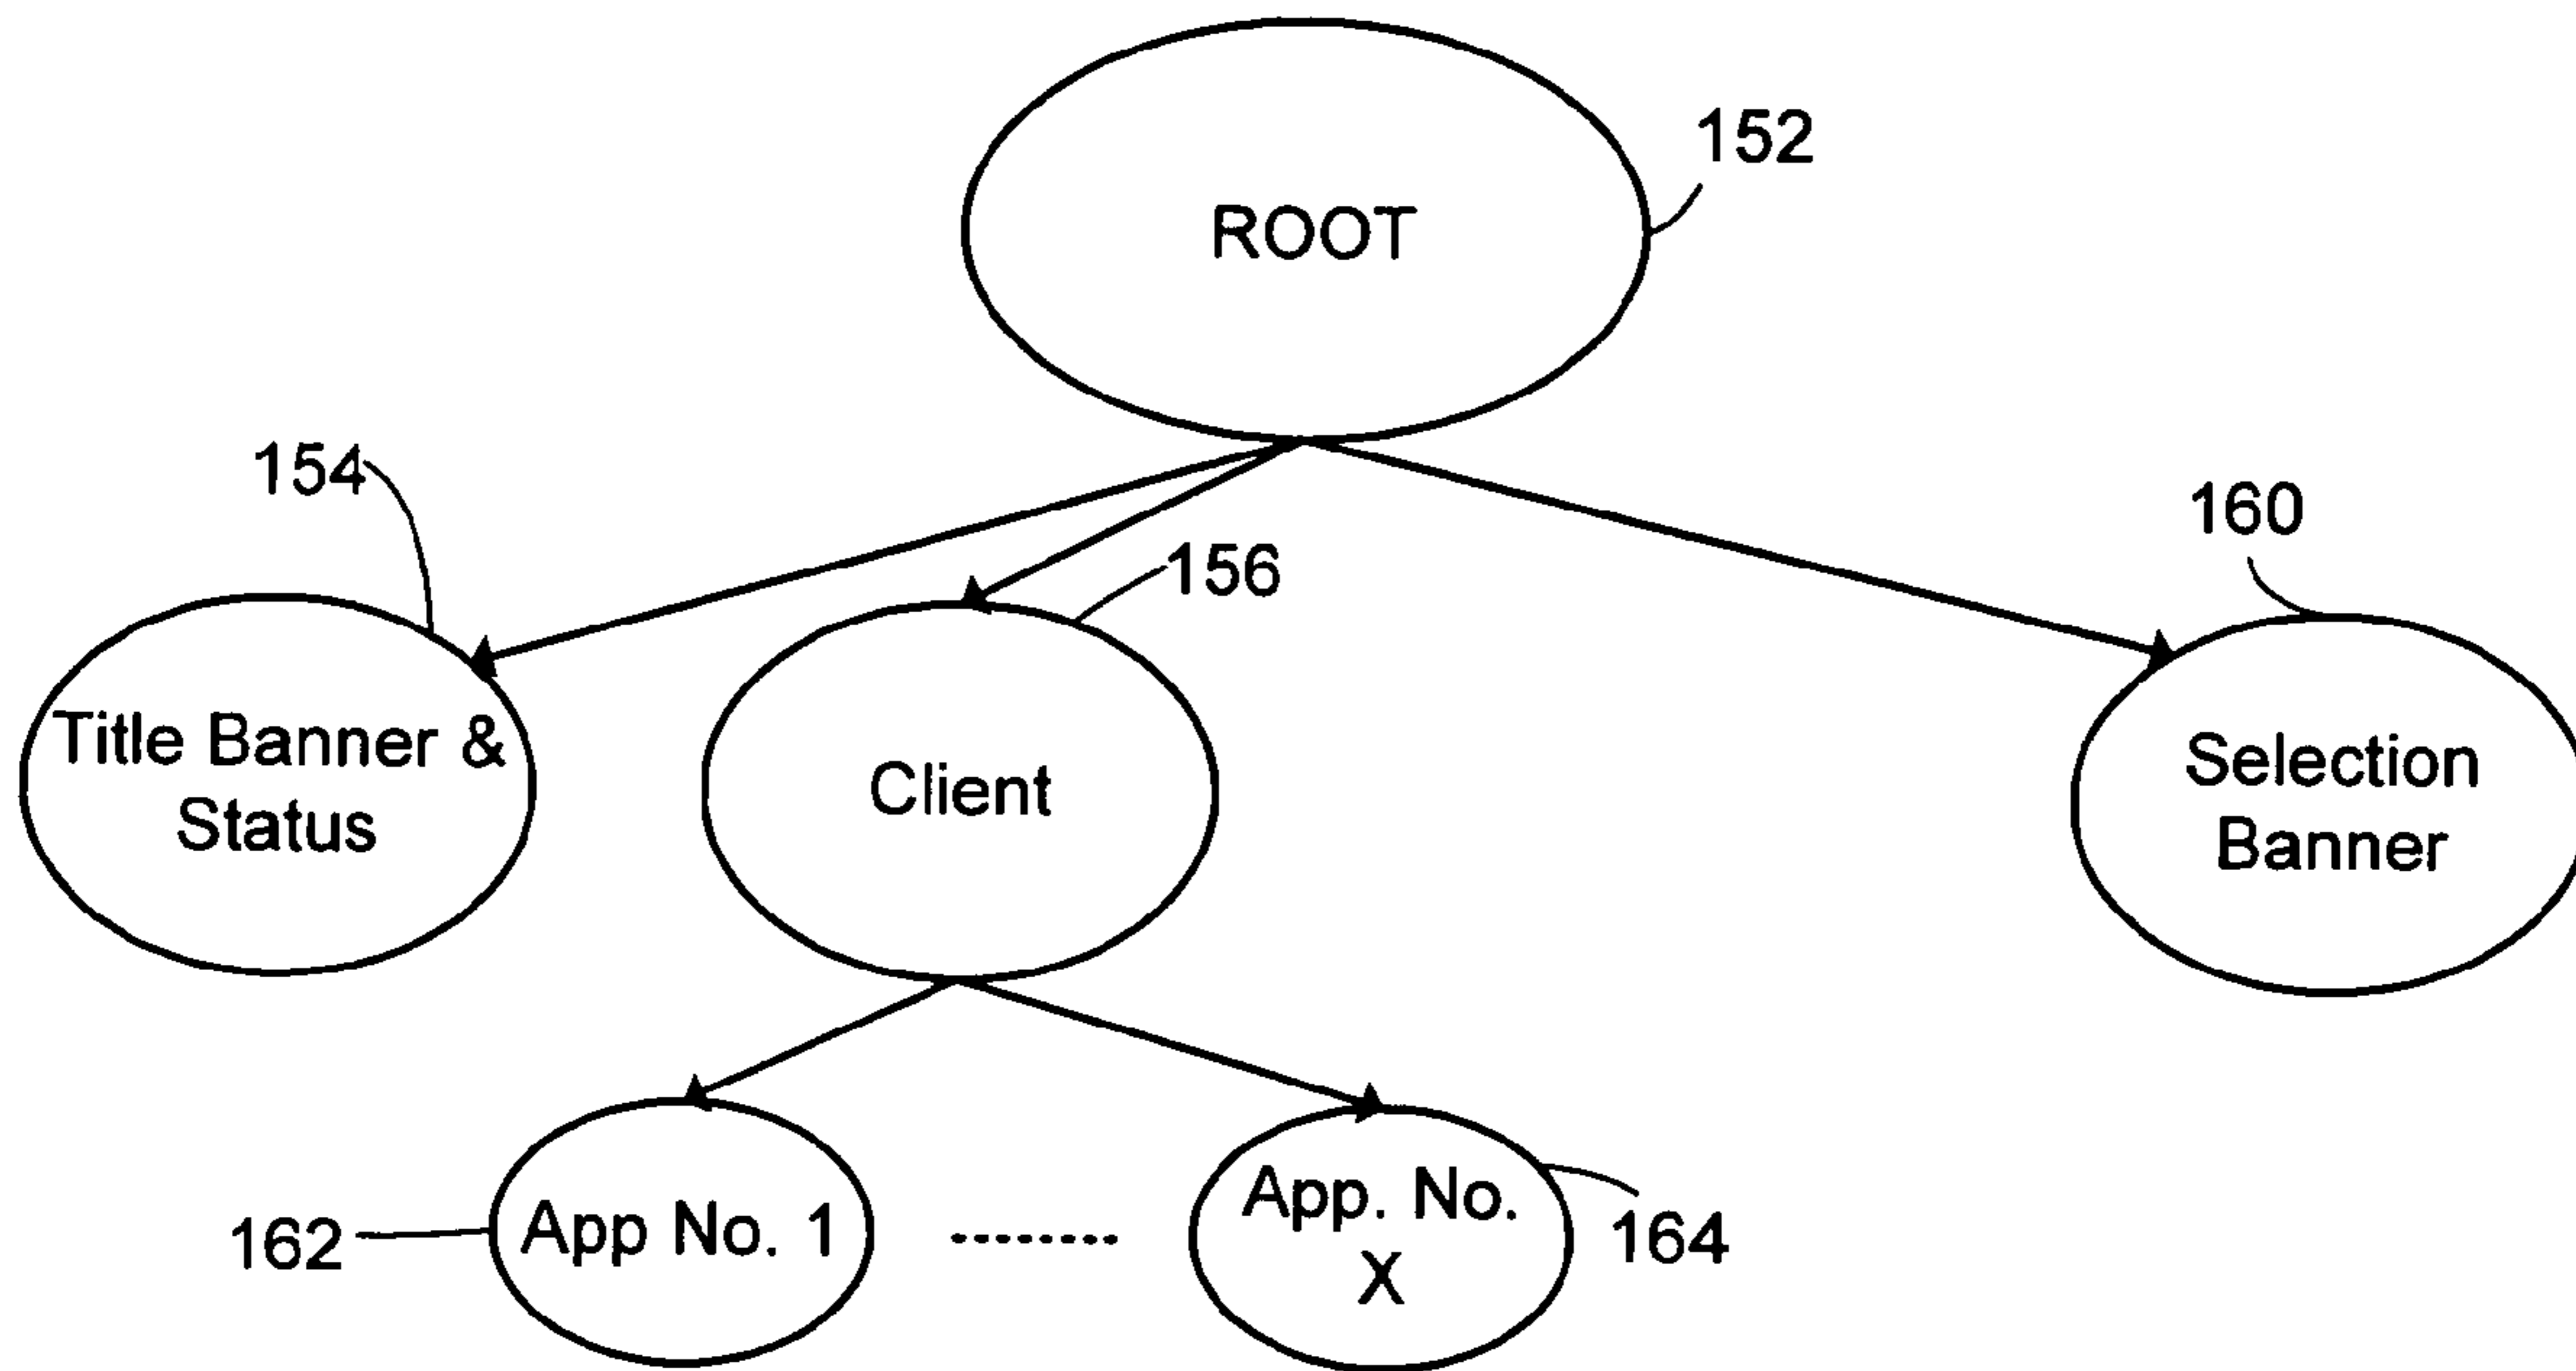 ROOT
152
154
156
160
Title Banner &
Status
Client
Selection
Banner
162
App No. 1
App. No.
X
164